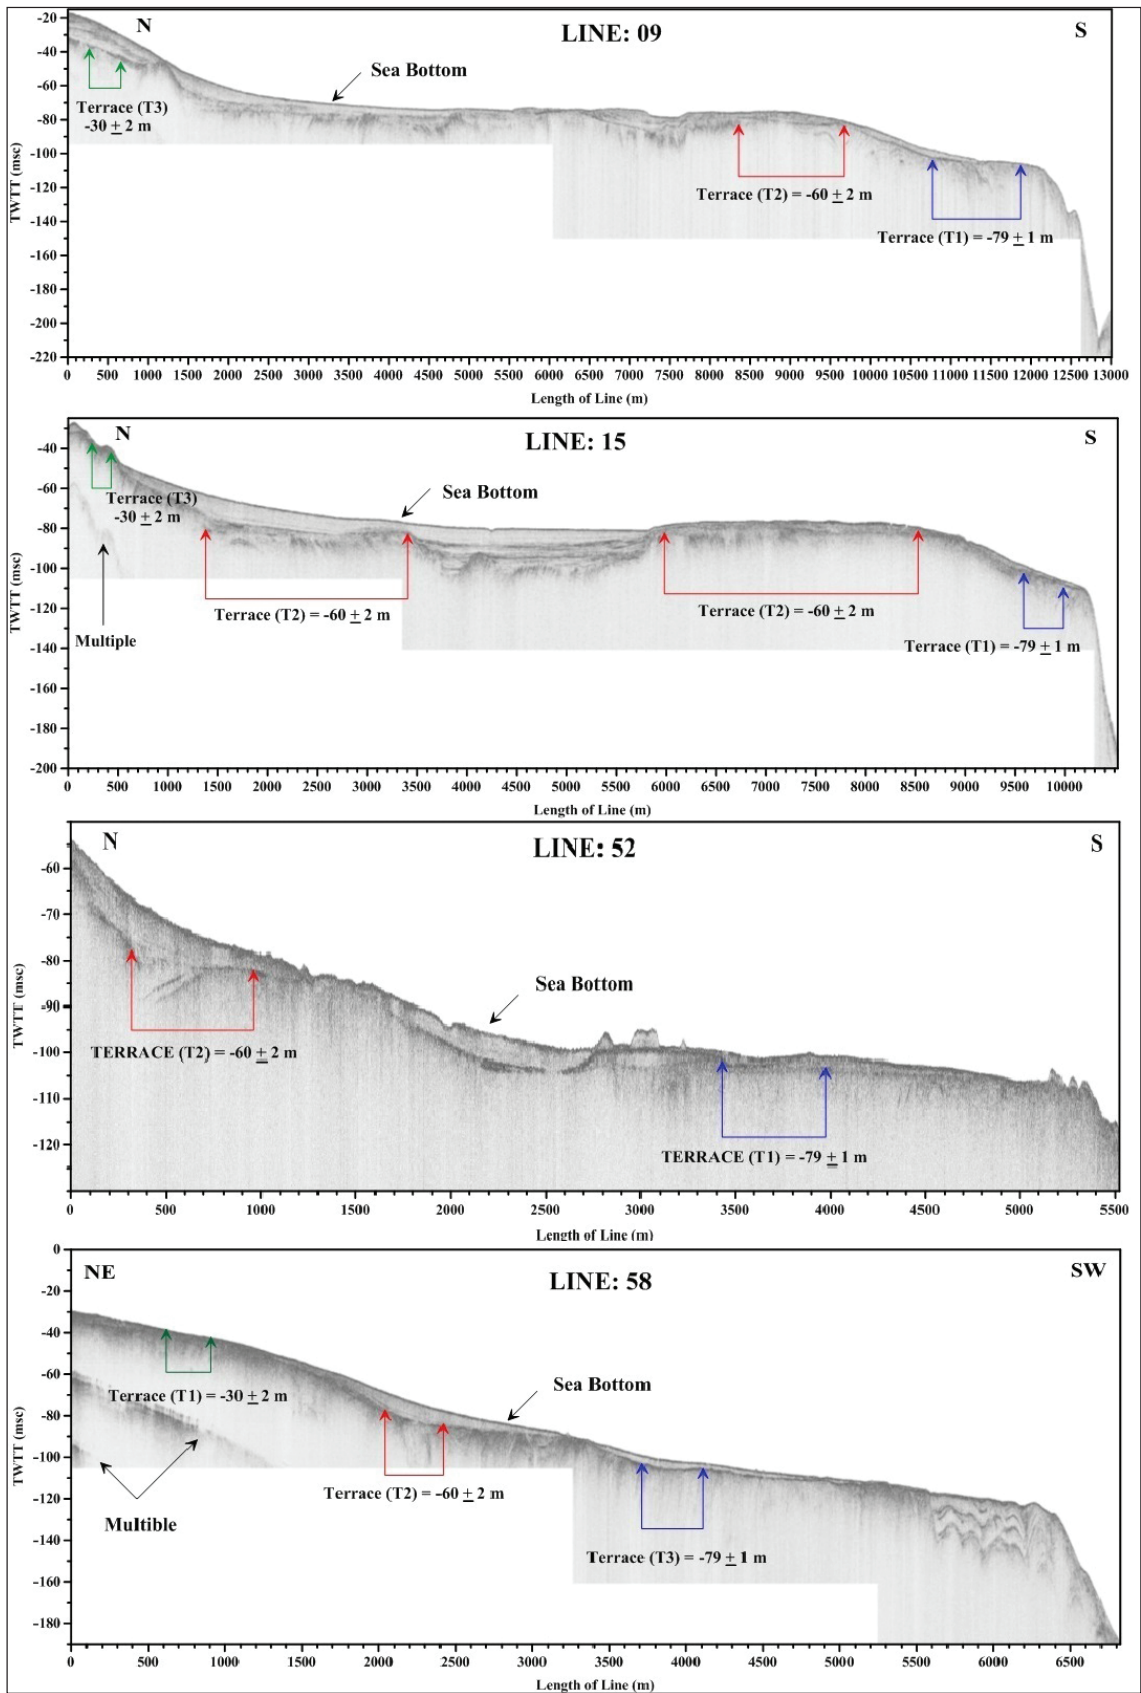 N
LINE: 09
S
-20
-40
-60
-80
-100
-120
-140
-160
-180
-200
-220
TWTT (msc)
Sea Bottom
Terrace (T3)
-30 ± 2 m
Terrace (T2) = -60 ± 2 m
Terrace (T1) = -79 ± 1 m
0 500 1000 1500 2000 2500 3000 3500 4000 4500 5000 5500 6000 6500 7000 7500 8000 8500 9000 9500 10000 10500 11000 11500 12000 12500 13000
Length of Line (m)
N
LINE: 15
S
-40
-60
-80
-100
-120
-140
-160
-180
-200
TWTT (msc)
Sea Bottom
Terrace (T3)
-30 ± 2 m
Terrace (T2) = -60 ± 2 m
Terrace (T2) = -60 ± 2 m
Multiple
Terrace (T1) = -79 ± 1 m
0 500 1000 1500 2000 2500 3000 3500 4000 4500 5000 5500 6000 6500 7000 7500 8000 8500 9000 9500 10000
Length of Line (m)
N
LINE: 52
S
-60
-70
-80
-90
-100
-110
-120
TWTT (msc)
Sea Bottom
TERRACE (T2) = -60 ± 2 m
TERRACE (T1) = -79 ± 1 m
0 500 1000 1500 2000 2500 3000 3500 4000 4500 5000 5500
Length of Line (m)
NE
LINE: 58
SW
0
-20
-40
-60
-80
-100
-120
-140
-160
-180
TWTT (msc)
Terrace (T1) = -30 ± 2 m
Sea Bottom
Terrace (T2) = -60 ± 2 m
Multible
Terrace (T3) = -79 ± 1 m
0 500 1000 1500 2000 2500 3000 3500 4000 4500 5000 5500 6000 6500
Length of Line (m)